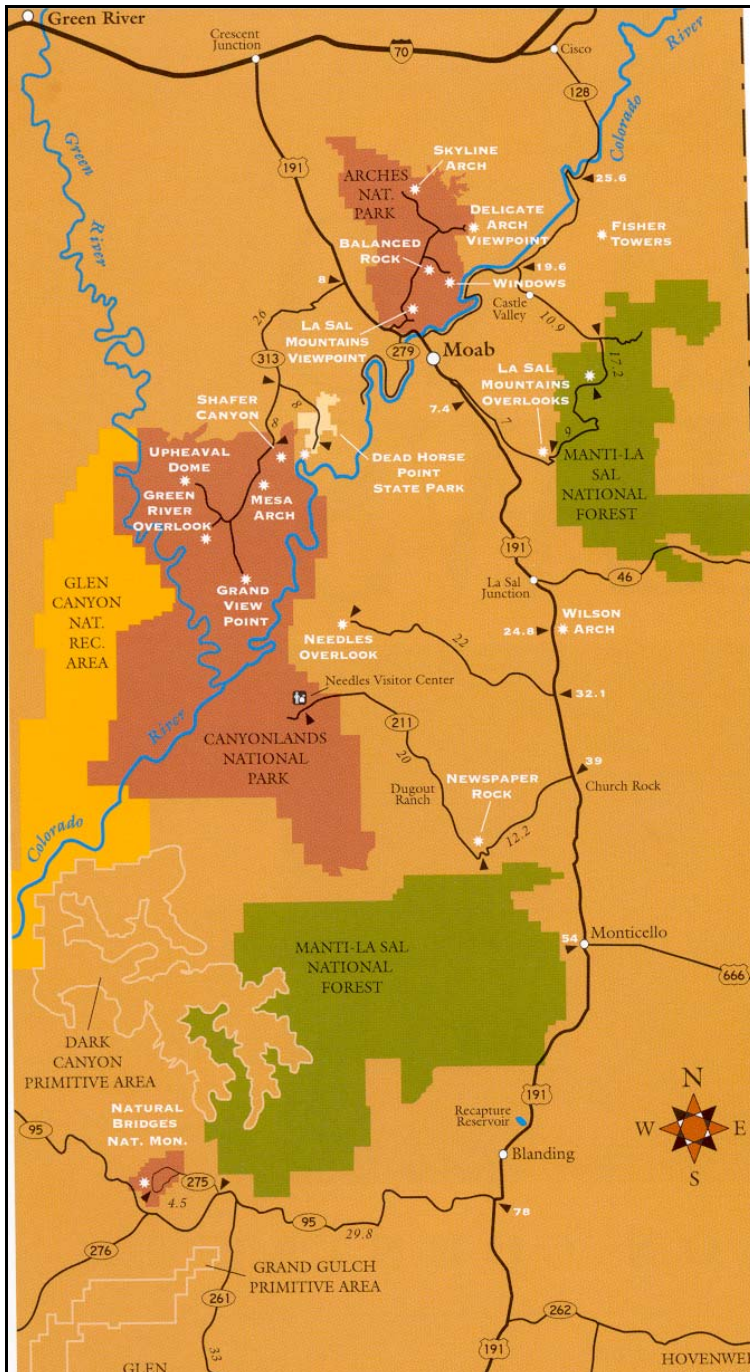 Green River
Crescent
Junction
70
Cisco
River
128
Colorado
Green
River
191
SKYLINE
ARCH
ARCHES
NAT.
PARK
25.6
DELICATE
ARCH
VIEWPOINT
FISHER
TOWERS
BALANCED
ROCK
19.6
WINDOWS
8
26
Castle
Valley
10.9
LA SAL
MOUNTAINS
VIEWPOINT
279
Moab
313
17.2
LA SAL
MOUNTAINS
OVERLOOKS
SHAFER
CANYON
8
8
7.4
7
9
UPHEAVAL
DOME
DEAD HORSE
POINT
STATE PARK
MANTI-LA
SAL
NATIONAL
FOREST
GREEN
RIVER
OVERLOOK
MESA
ARCH
191
GLEN
CANYON
NAT.
REC.
AREA
GRAND
VIEW
POINT
La Sal
Junction
46
NEEDLES
OVERLOOK
22
24.8
WILSON
ARCH
Needles Visitor Center
32.1
River
211
CANYONLANDS
NATIONAL
PARK
20
39
Dugout
Ranch
NEWSPAPER
ROCK
Church Rock
12.2
Colorado
MANTI-LA SAL
NATIONAL
FOREST
54
Monticello
666
DARK
CANYON
PRIMITIVE AREA
N
W
E
S
191
NATURAL
BRIDGES
NAT. MON.
Recapture
Reservoir
95
Blanding
275
4.5
95
29.8
78
276
GRAND GULCH
PRIMITIVE AREA
261
262
33
191
GLEN
HOVENWE